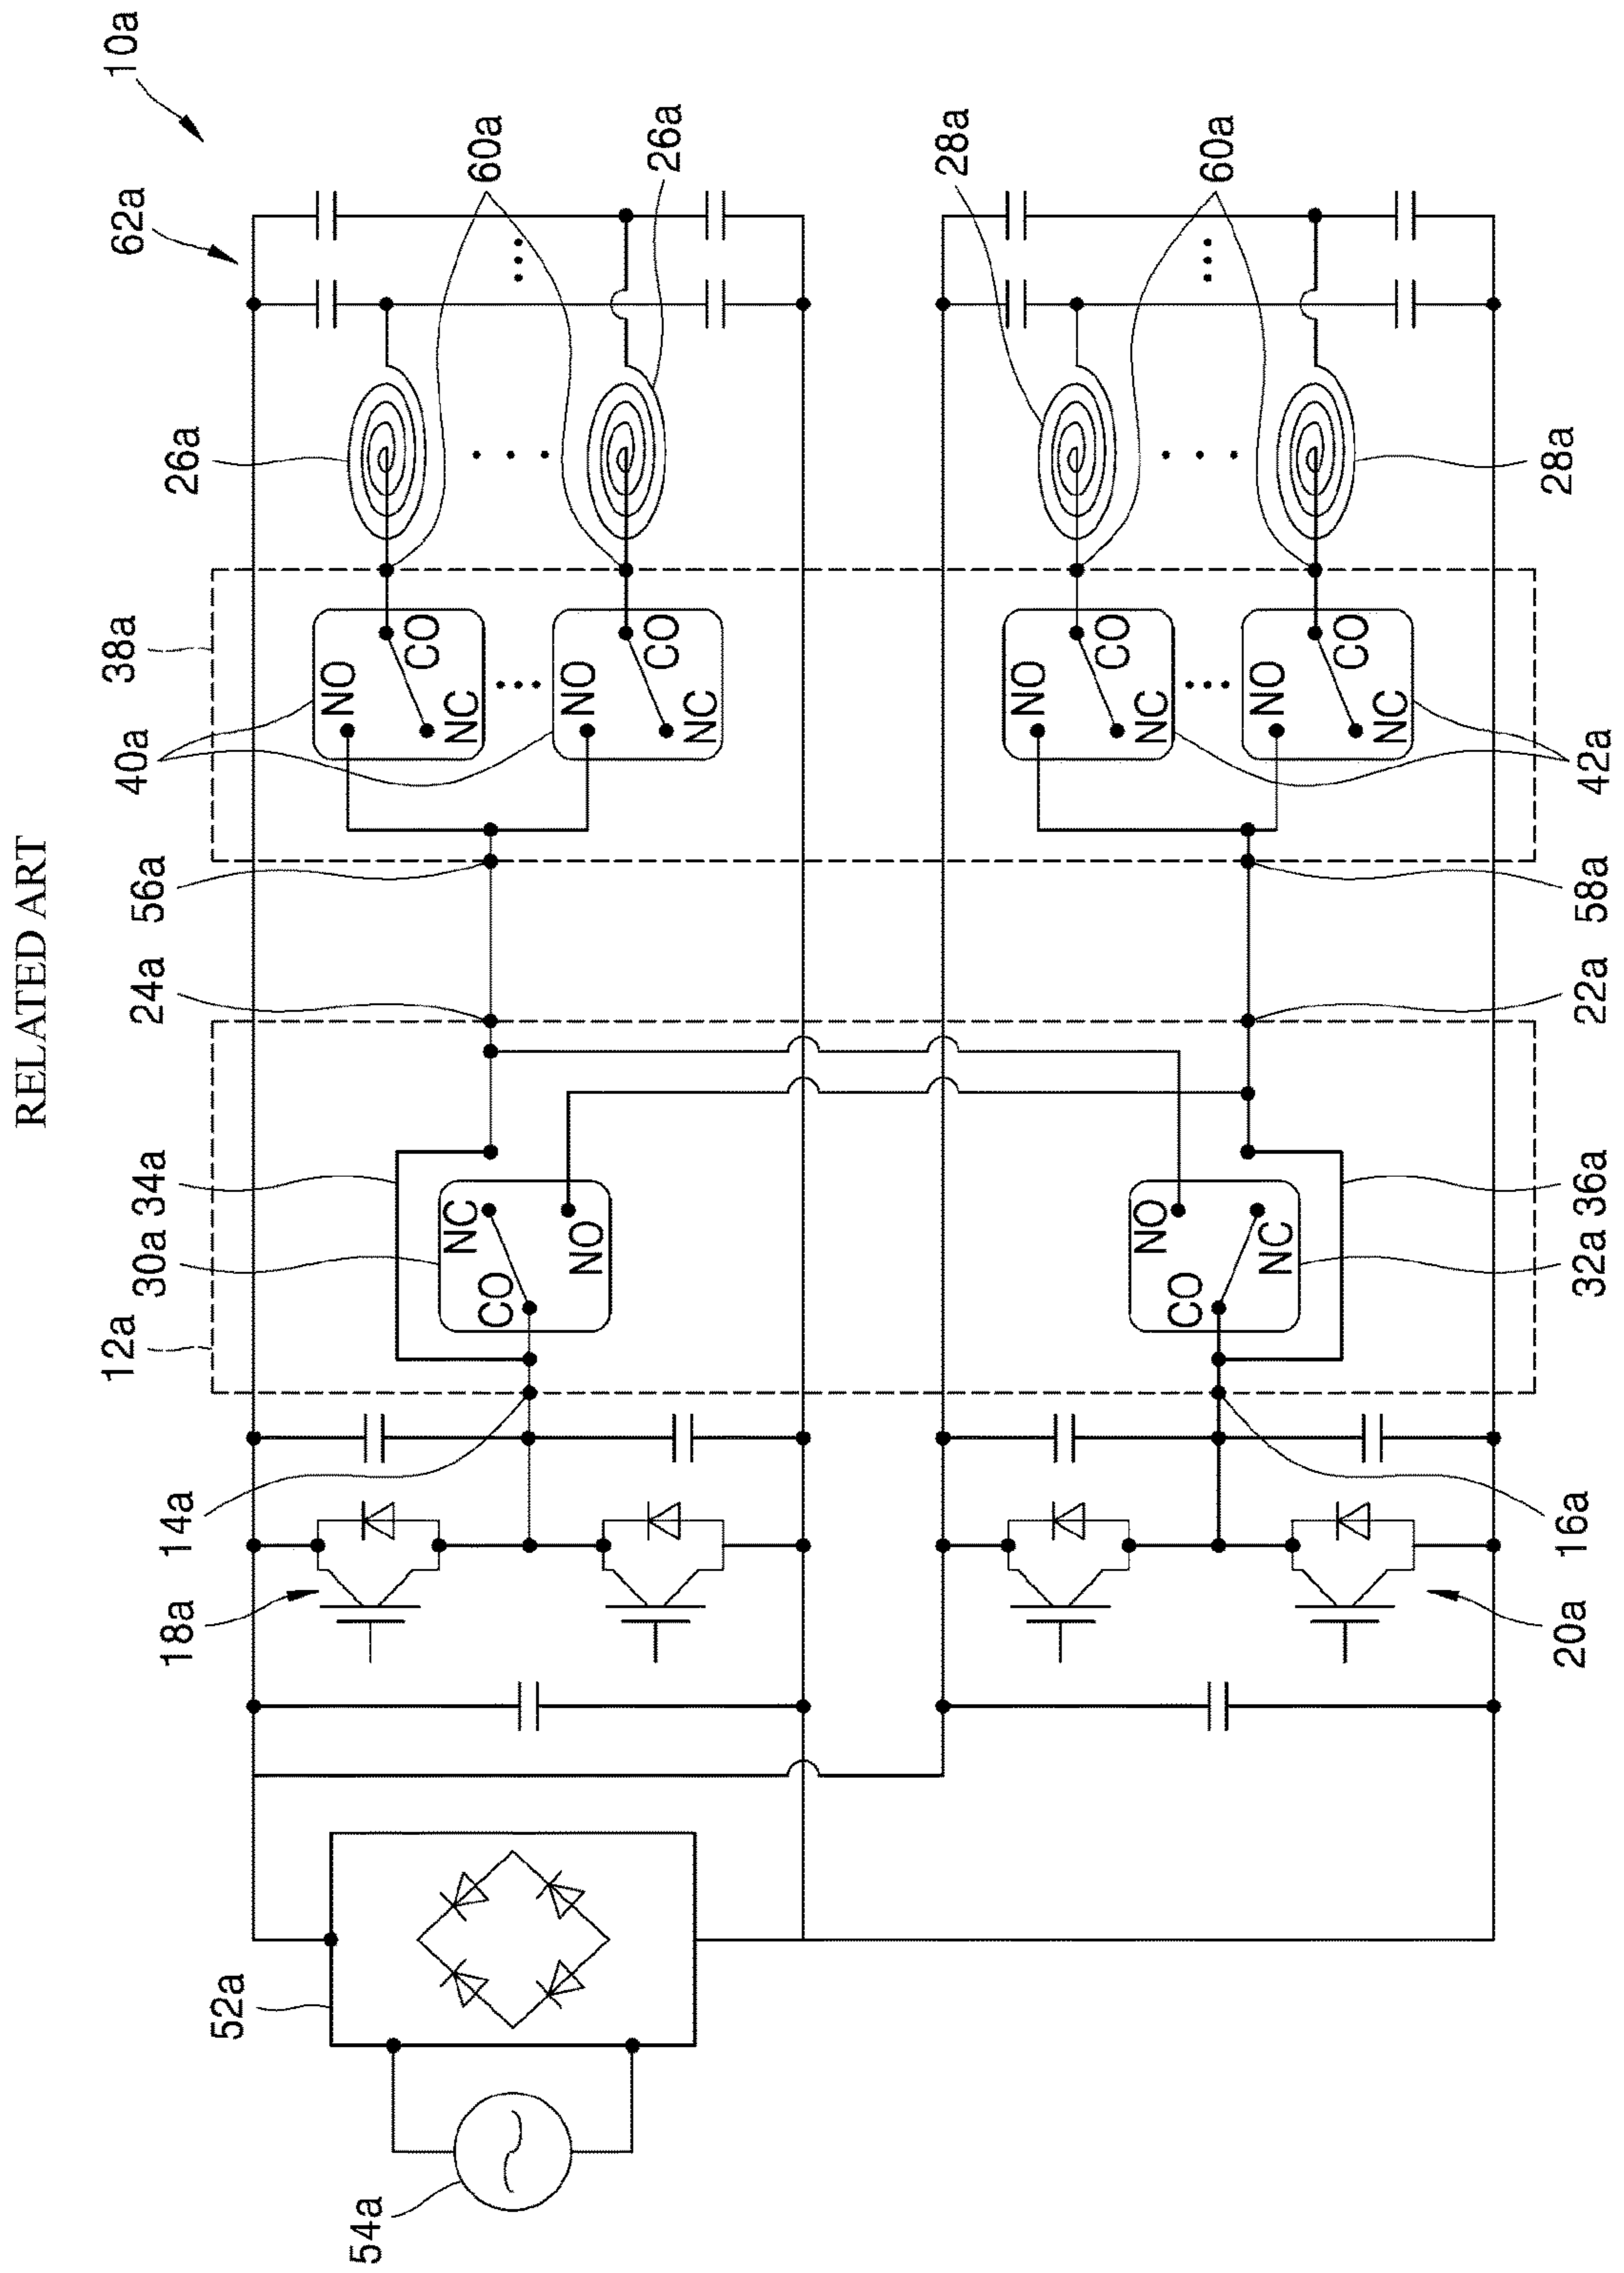 RELATED ART
10a
62a
60a
26a
28a
60a
26a
28a
38a
NO
CO
NC
NO
CO
NC
NO
CO
NC
NO
CO
NC
40a
42a
56a
58a
24a
22a
34a
36a
30a
NC
CO
NO
NO
CO
NC
32a
12a
14a
16a
18a
20a
52a
54a